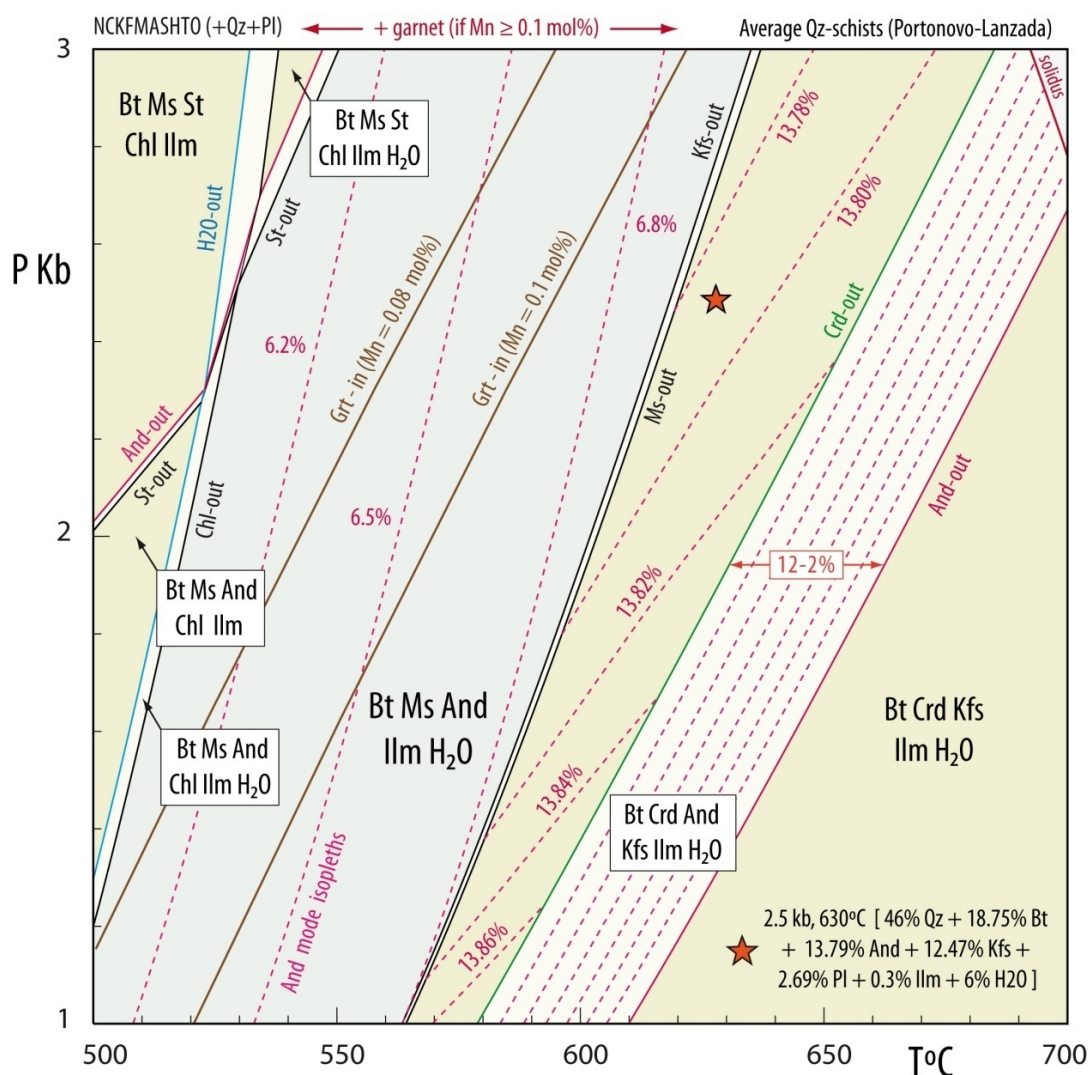 NCKFMASHTO (+Qz+Pl)
+ garnet (if Mn ≥ 0.1 mol%)
Average Qz-schists (Portonovo-Lanzada)
3
P Kb
2
1
500
550
600
650
700
TºC
Bt Ms St
Chl Ilm
Bt Ms St
Chl Ilm H₂O
H2O-out
St-out
And-out
St-out
Chl-out
Bt Ms And
Chl Ilm
Bt Ms And
Chl Ilm H₂O
6.2%
6.5%
6.8%
Grt - in (Mn = 0.08 mol%)
Grt - in (Mn = 0.1 mol%)
And mode isopleths
Bt Ms And
Ilm H₂O
Kfs-out
Ms-out
13.78%
13.80%
13.82%
13.84%
13.86%
Crd-out
solidus
And-out
12-2%
Bt Crd And
Kfs Ilm H₂O
Bt Crd Kfs
Ilm H₂O
2.5 kb, 630ºC [ 46% Qz + 18.75% Bt
+ 13.79% And + 12.47% Kfs +
2.69% Pl + 0.3% Ilm + 6% H2O ]